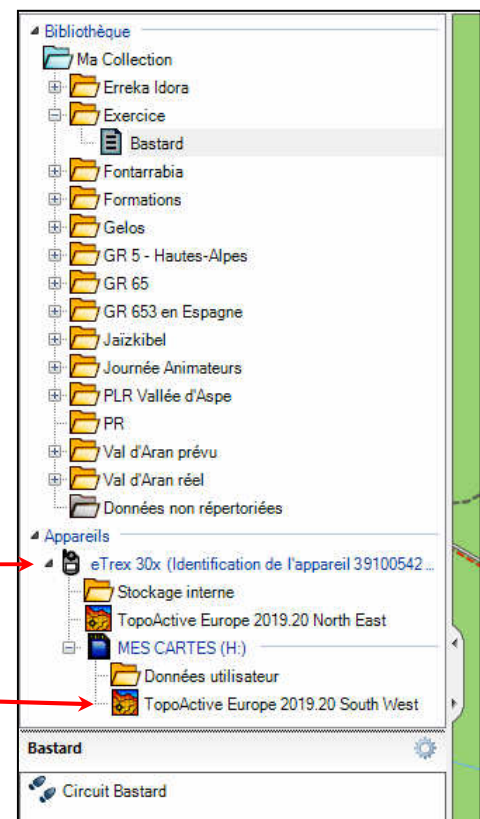 Bibliothèque
Ma Collection
Erreka Idora
Exercice
Bastard
Fontarrabia
Formations
Gelos
GR 5 - Hautes-Alpes
GR 65
GR 653 en Espagne
Jaïzkibel
Journée Animateurs
PLR Vallée d'Aspe
PR
Val d'Aran prévu
Val d'Aran réel
Données non répertoriées
Appareils
eTrex 30x (Identification de l'appareil 39100542 ...
Stockage interne
TopoActive Europe 2019.20 North East
MES CARTES (H:)
Données utilisateur
TopoActive Europe 2019.20 South West
Bastard
Circuit Bastard